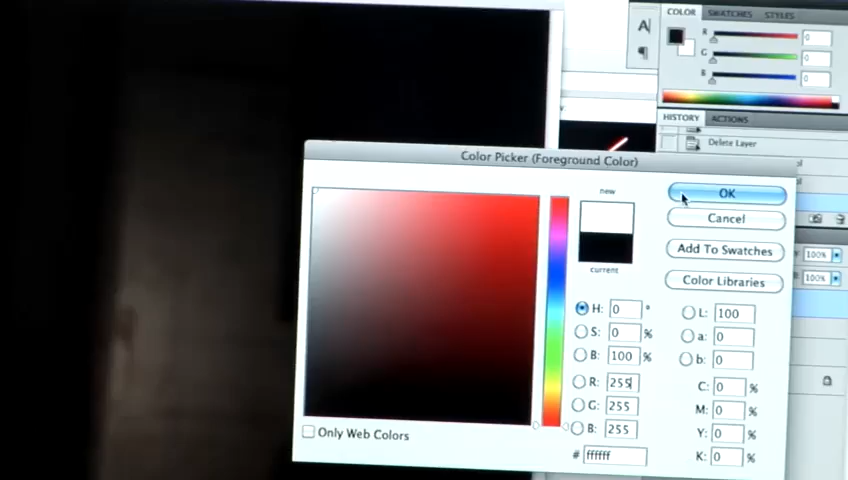 COLOR SWATCHES STYLES
A
R 0
G 0
B 0
HISTORY ACTIONS
Delete Layer
Color Picker (Foreground Color)
new
OK
Cancel
current
Add To Swatches
Color Libraries
100%
100%
H: 0 °
L: 100
S: 0 %
a: 0
B: 100 %
b: 0
R: 255
C: 0 %
G: 255
M: 0 %
B: 255
Y: 0 %
# ffffff
K: 0 %
Only Web Colors